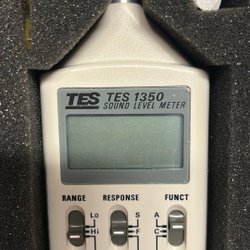 TES TES 1350
SOUND LEVEL METER
RANGE RESPONSE FUNCT
Lo S A
Hi F C